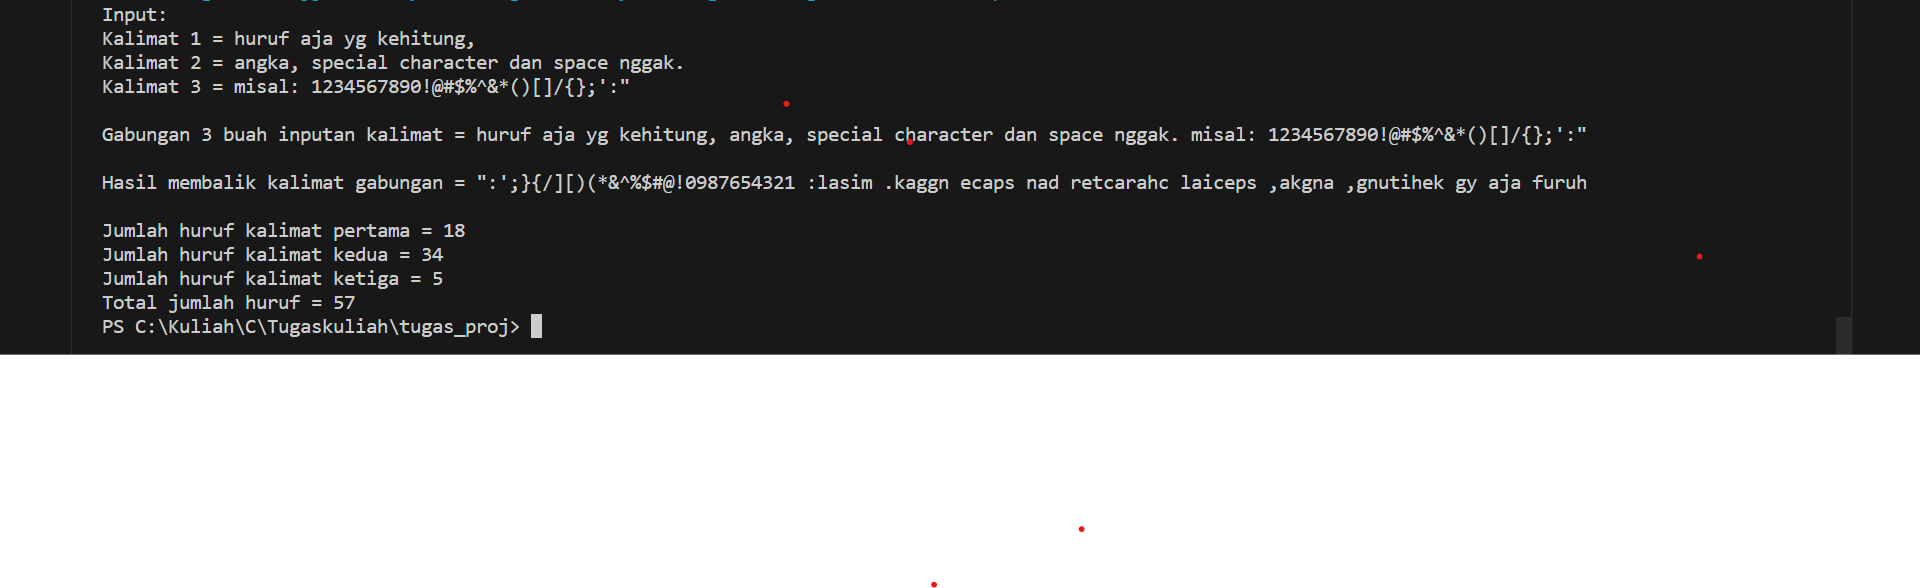 Input:
Kalimat 1 = huruf aja yg kehitung,
Kalimat 2 = angka, special character dan space nggak.
Kalimat 3 = misal: 1234567890!@#$%^&*()[]/{};':"
Gabungan 3 buah inputan kalimat = huruf aja yg kehitung, angka, special character dan space nggak. misal: 1234567890!@#$%^&*()[]/{};':"
Hasil membalik kalimat gabungan = ":';}{/][)(*&^%$#@!0987654321 :lasim .kaggn ecaps nad retcarahc laiceps ,akgna ,gnutihek gy aja furuh
Jumlah huruf kalimat pertama = 18
Jumlah huruf kalimat kedua = 34
Jumlah huruf kalimat ketiga = 5
Total jumlah huruf = 57
PS C:\Kuliah\C\Tugaskuliah\tugas_proj>